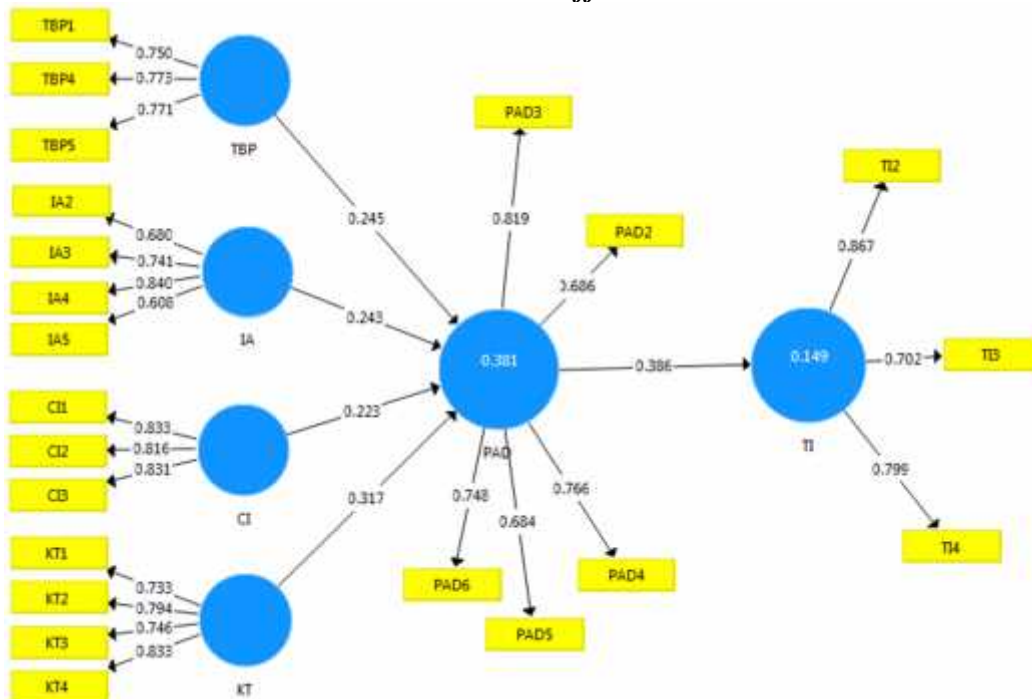 TBP1
0.750
TBP4
0.773
0.771
TBP5
TBP
IA2
0.680
IA3
0.741
IA4
0.840
0.608
IA5
IA
CI1
0.833
CI2
0.816
0.831
CI3
CI
KT1
0.733
KT2
0.794
0.746
KT3
0.833
KT4
KT
0.245
0.243
0.223
0.317
PAD3
0.819
PAD2
0.686
0.381
PAD
0.748
0.684
0.766
PAD6
PAD5
PAD4
0.386
TI2
0.867
0.149
0.702
TI3
TI
0.799
TI4